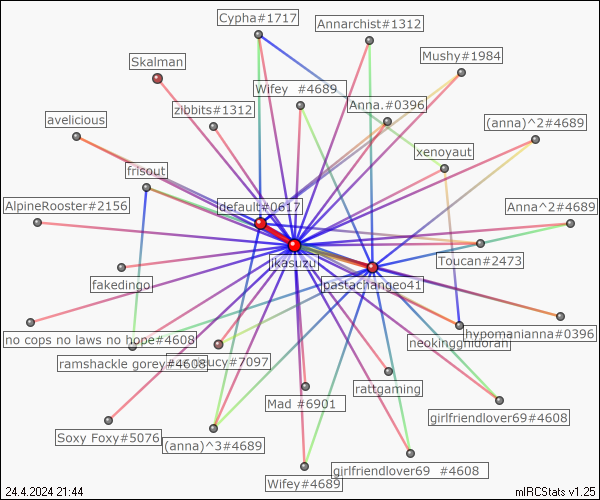 Cypha#1717
Annarchist#1312
Mushy#1984
Skalman
Wifey #4689
Anna.#0396
zibbits#1312
avelicious
(anna)^2#4689
xenoyaut
frisout
default#0617
AlpineRooster#2156
Anna^2#4689
ikasuzu
Toucan#2473
fakedingo
pastachangeo41
no cops no laws no hope#4608
hypomanianna#0396
ramshackle gorey#4608
#7097
rattgaming
Mad #6901
girlfriendlover69#4608
Soxy Foxy#5076
(anna)^3#4689
girlfriendlover69 #4608
Wifey#4689
24.4.2024 21:44
mIRCStats v1.25